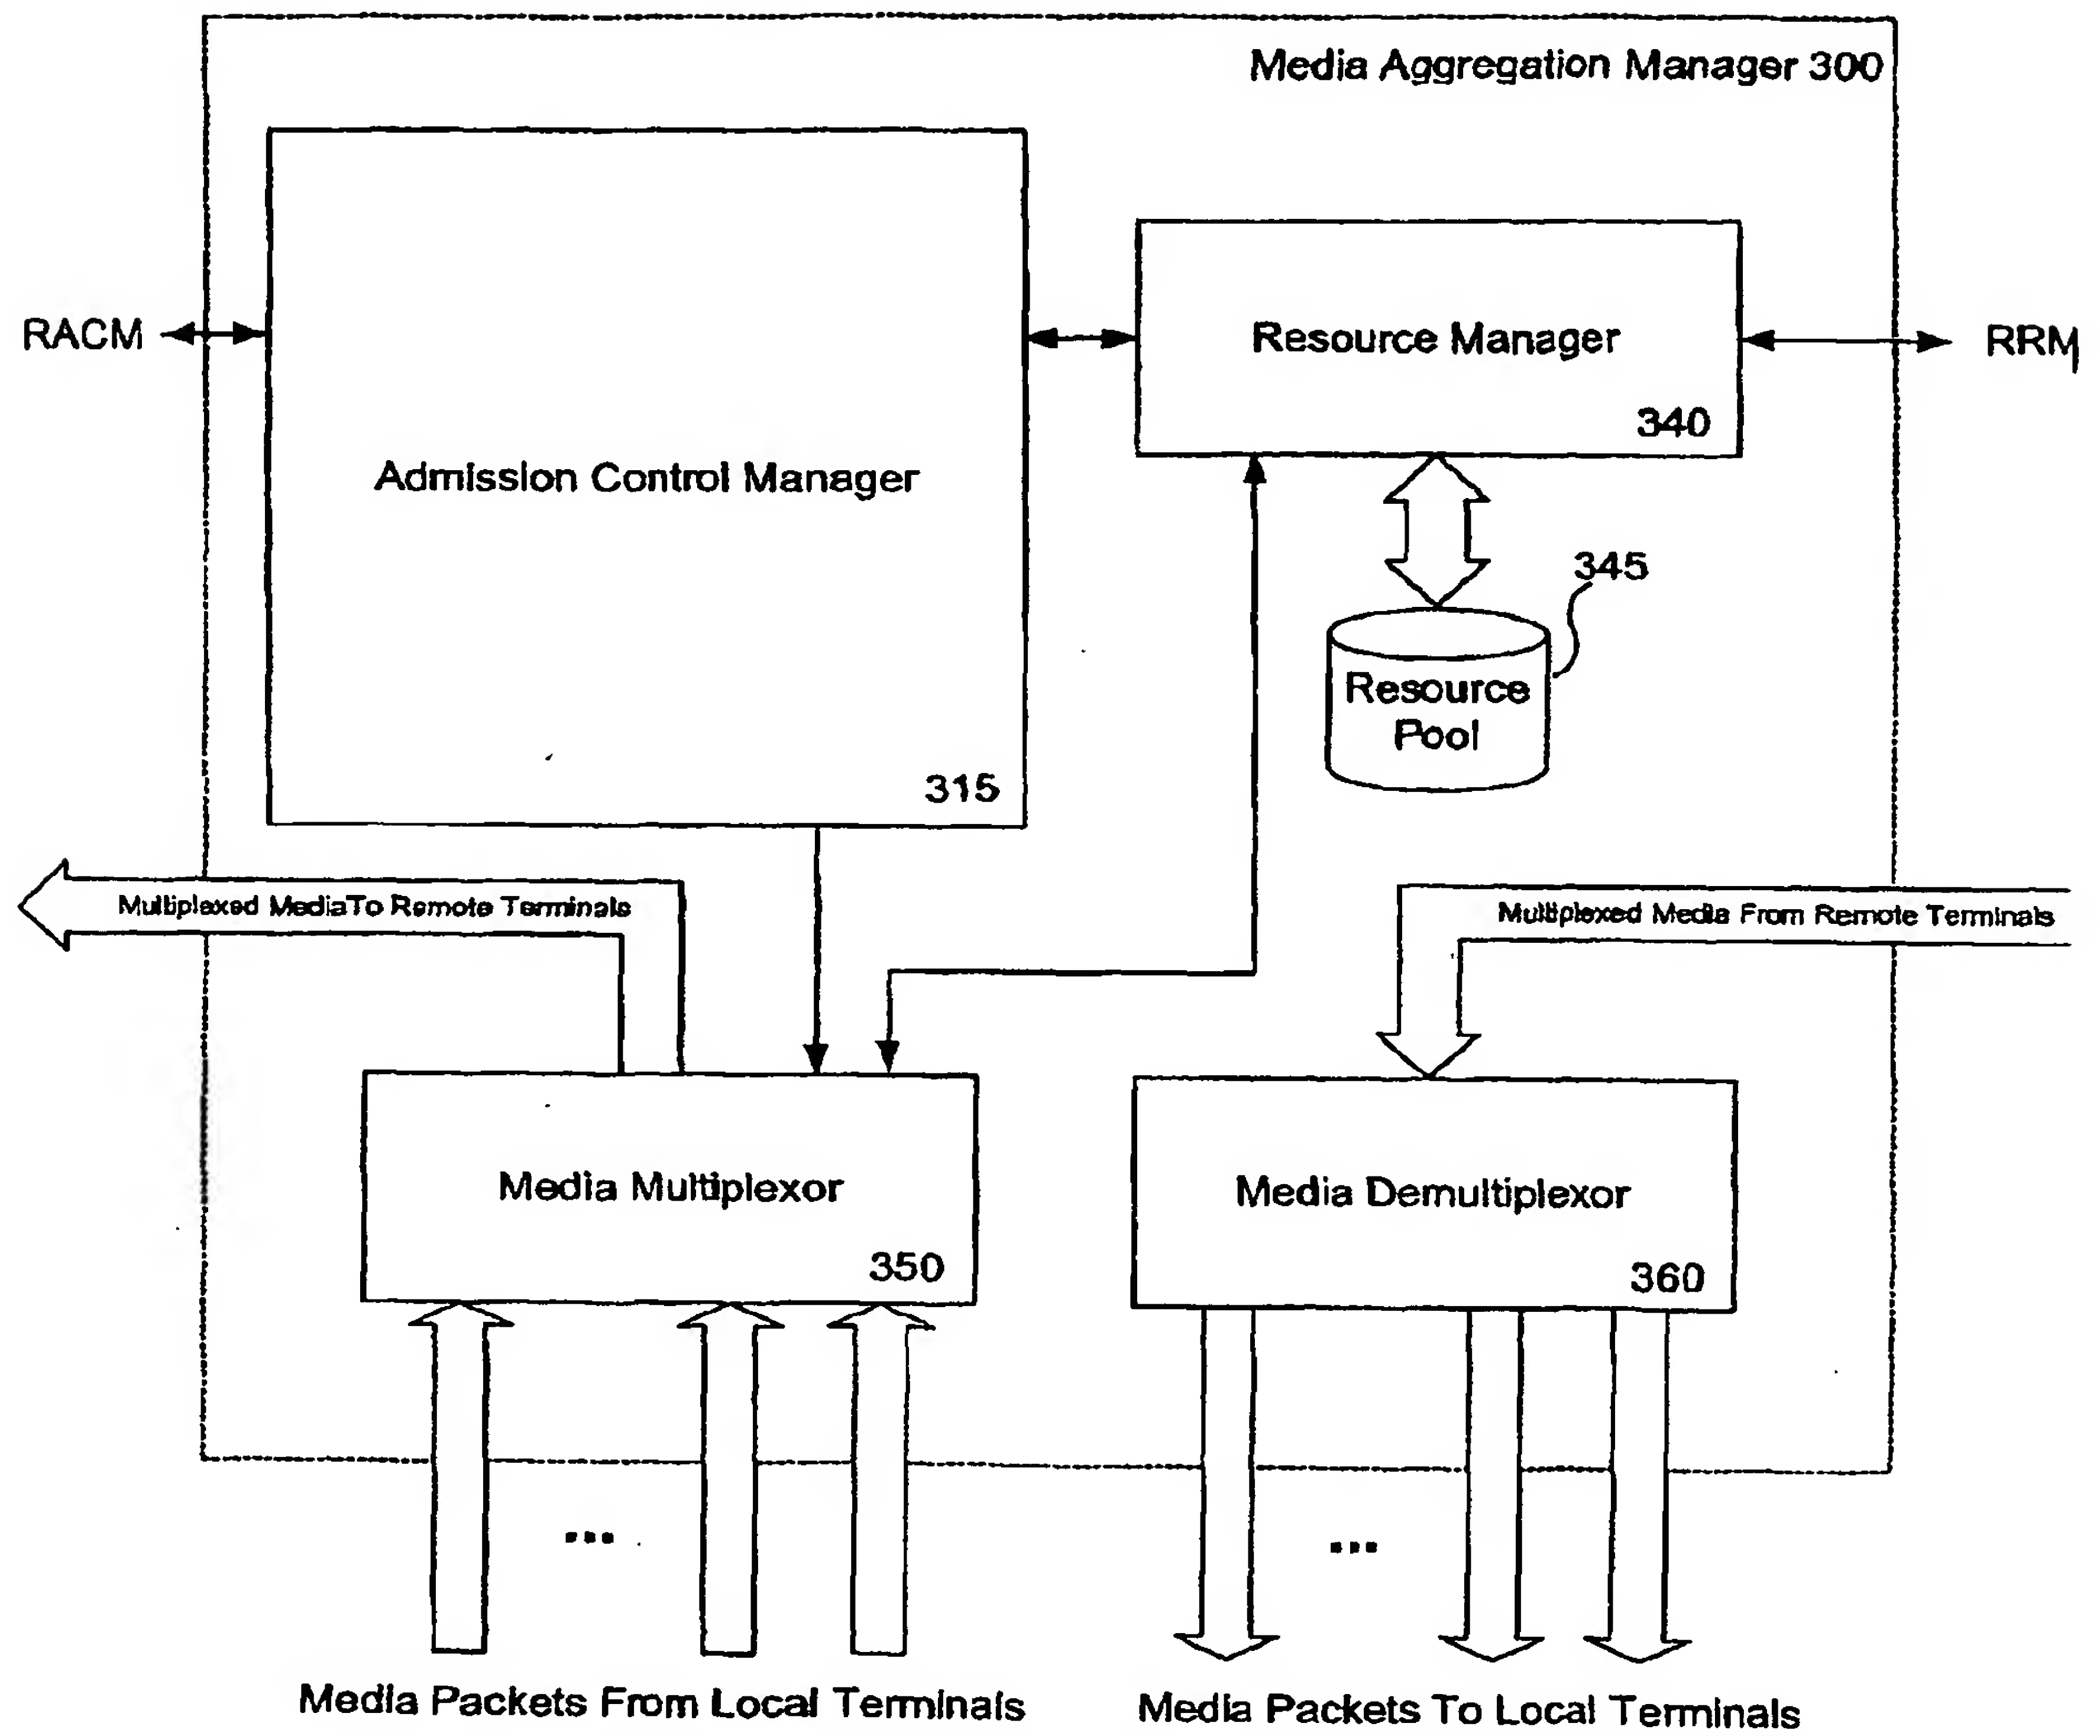 Media Aggregation Manager 300
RACM
Admission Control Manager
315
Resource Manager
340
RRM
345
Resource
Pool
Multiplexed MediaTo Remote Terminals
Multiplexed Media From Remote Terminals
Media Multiplexor
350
Media Demultiplexor
360
...
...
Media Packets From Local Terminals
Media Packets To Local Terminals